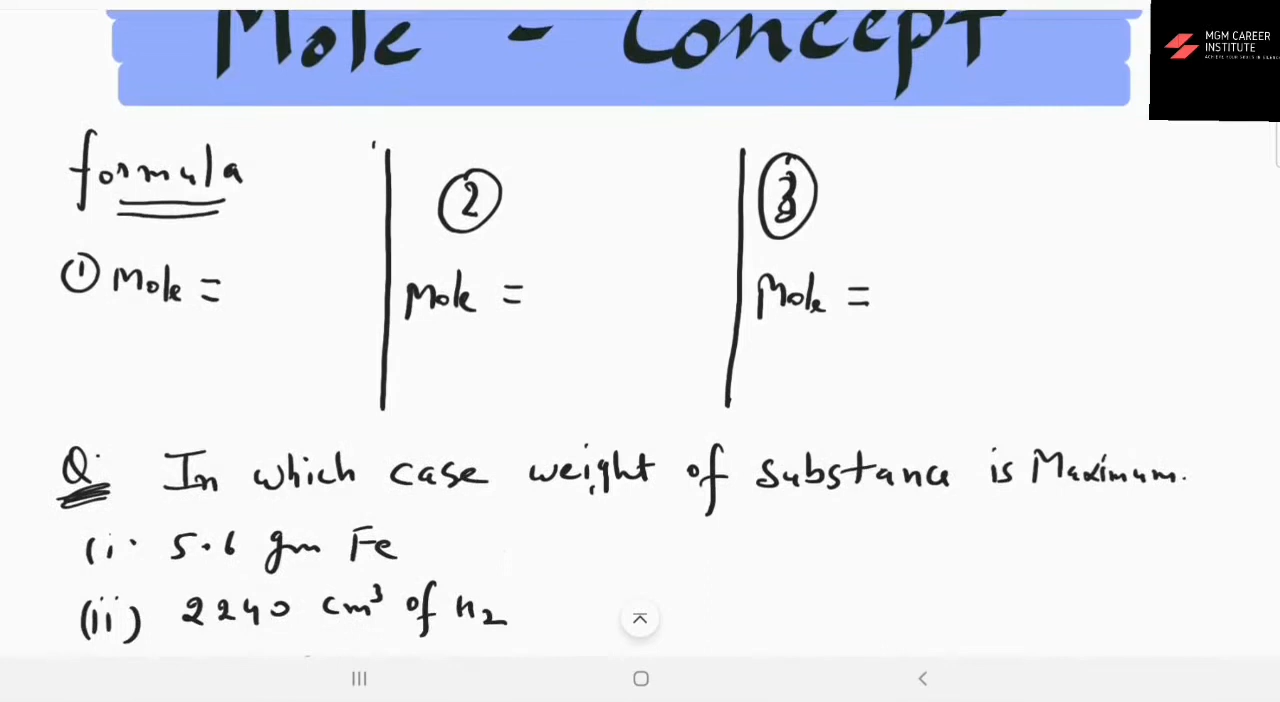 Mole - Concept
MGM CAREER
INSTITUTE
formula
① Mole =
②
Mole =
③
Mole =
Q. In which case weight of substance is Maximum.
(i. 5.6 gm Fe
(ii) 2240 cm³ of